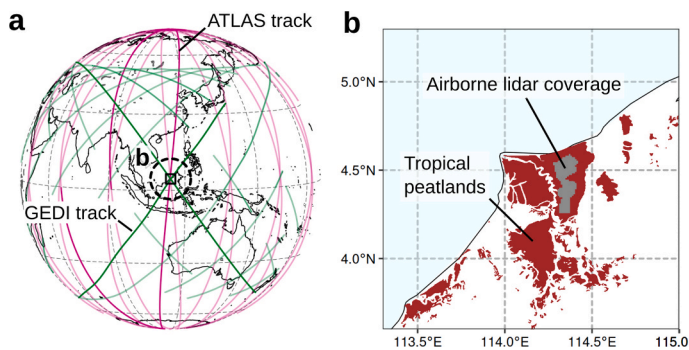 a
ATLAS track
b
GEDI track
b
Airborne lidar coverage
Tropical
peatlands
5.0°N
4.5°N
4.0°N
113.5°E
114.0°E
114.5°E
115.0